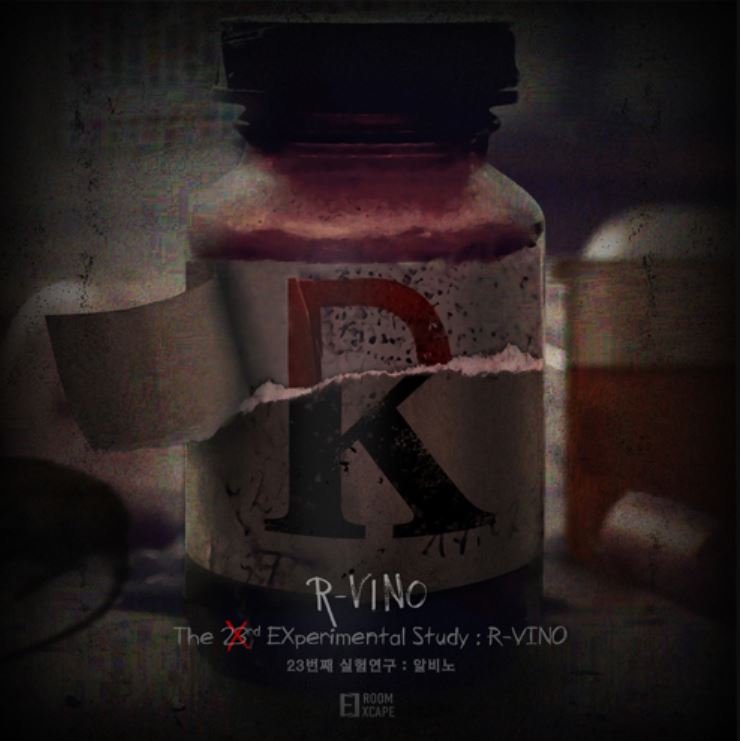 R
R-VINO
The 23rd EXperimental Study : R-VINO
23번째 실험연구 : 알비노
ROOM
XCAPE